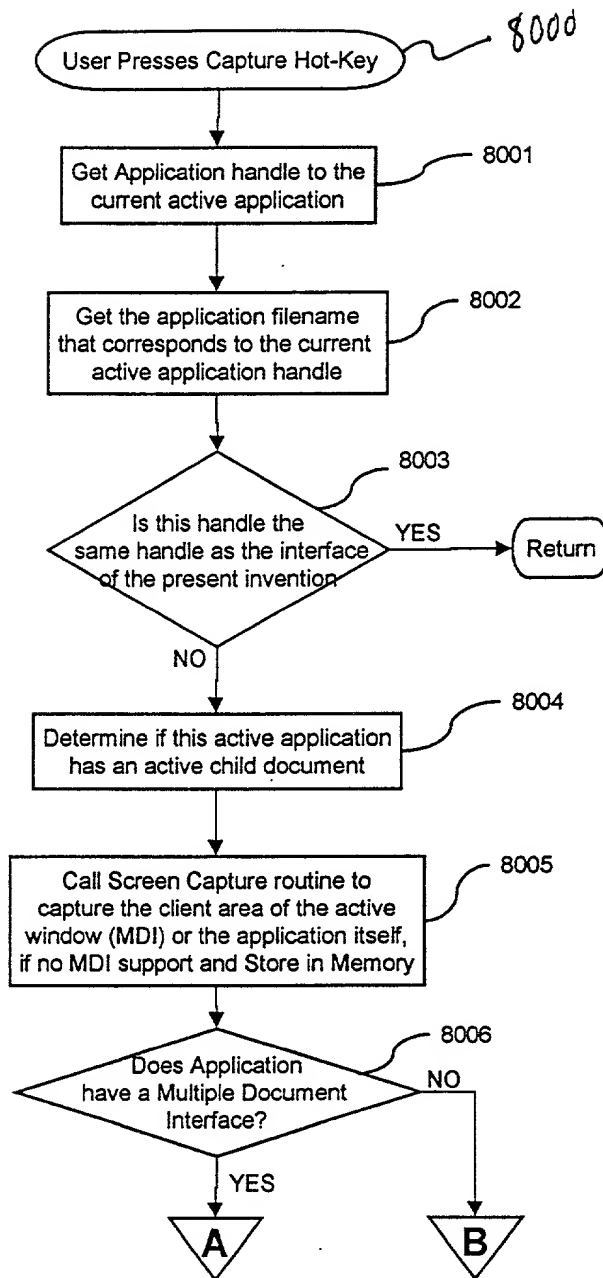 8000
User Presses Capture Hot-Key
8001
Get Application handle to the
current active application
8002
Get the application filename
that corresponds to the current
active application handle
8003
Is this handle the
same handle as the interface
of the present invention
YES
Return
NO
8004
Determine if this active application
has an active child document
8005
Call Screen Capture routine to
capture the client area of the active
window (MDI) or the application itself,
if no MDI support and Store in Memory
8006
Does Application
have a Multiple Document
Interface?
NO
YES
A
B